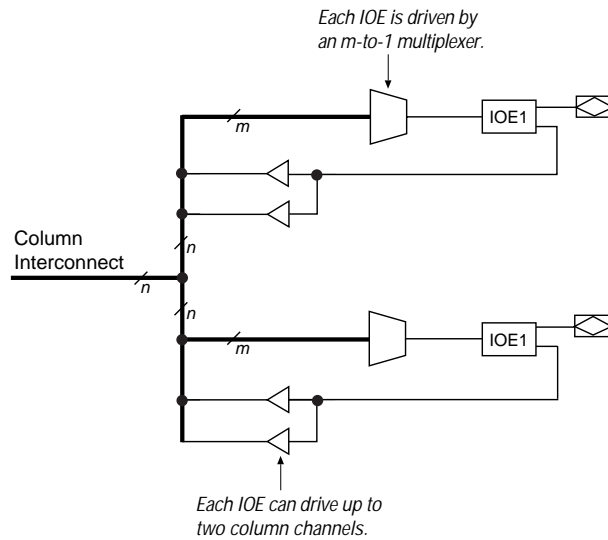 Each IOE is driven by
an m-to-1 multiplexer.
m
IOE1
Column
Interconnect
n
n
n
m
IOE1
Each IOE can drive up to
two column channels.